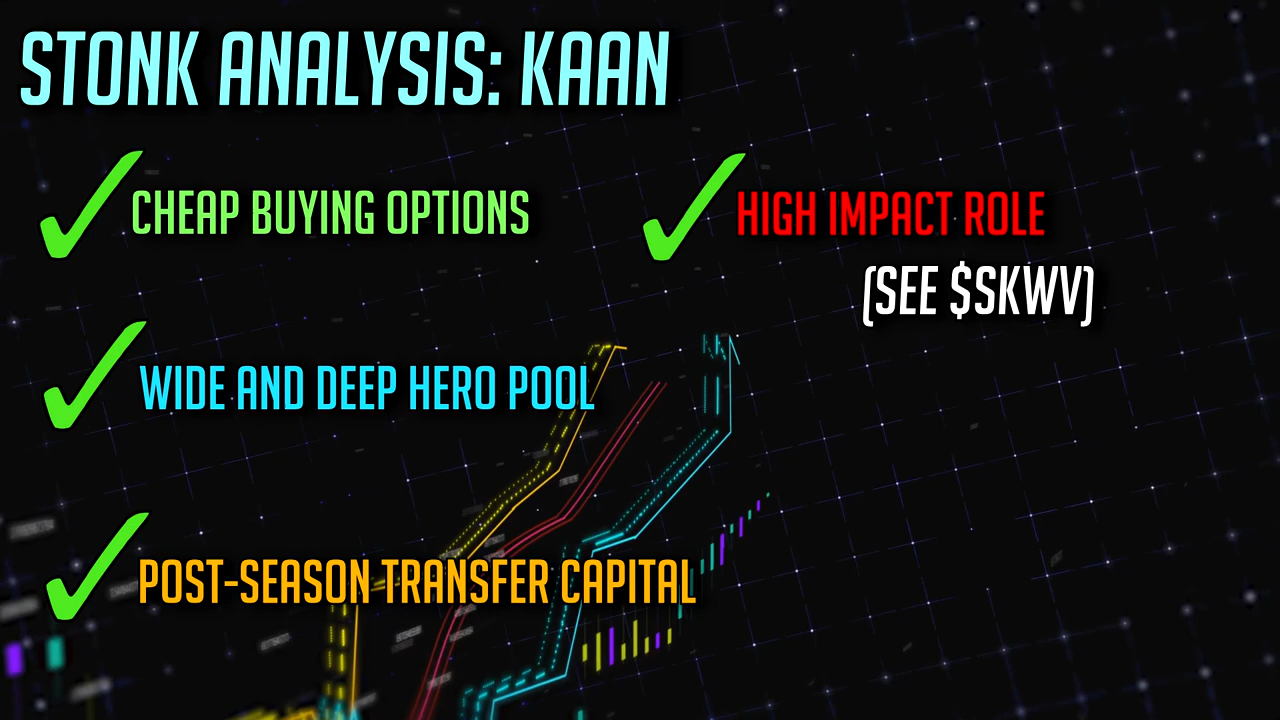 STONK ANALYSIS: KAAN
CHEAP BUYING OPTIONS
HIGH IMPACT ROLE
(SEE $SKWV)
WIDE AND DEEP HERO POOL
POST-SEASON TRANSFER CAPITAL